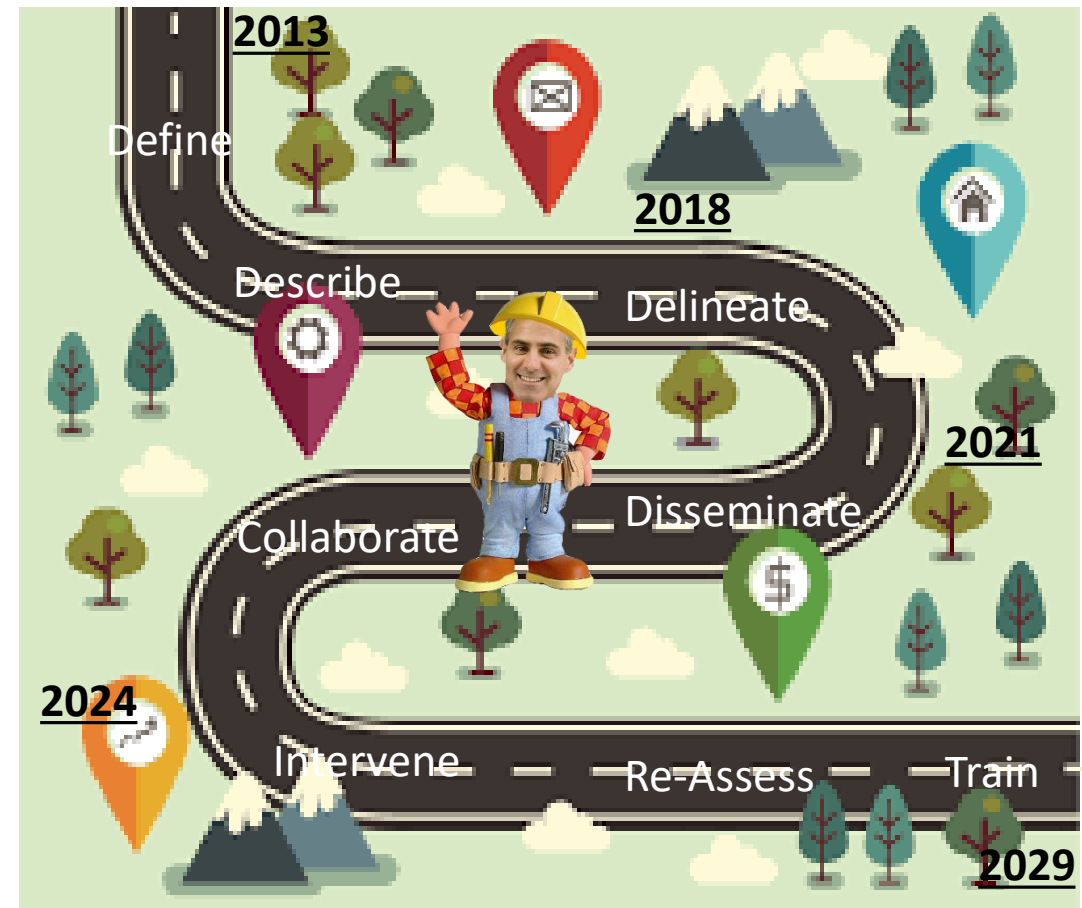 2013
Define
2018
Describe
Delineate
2021
Disseminate
Collaborate
2024
Intervene
Re-Assess
Train
2029
$